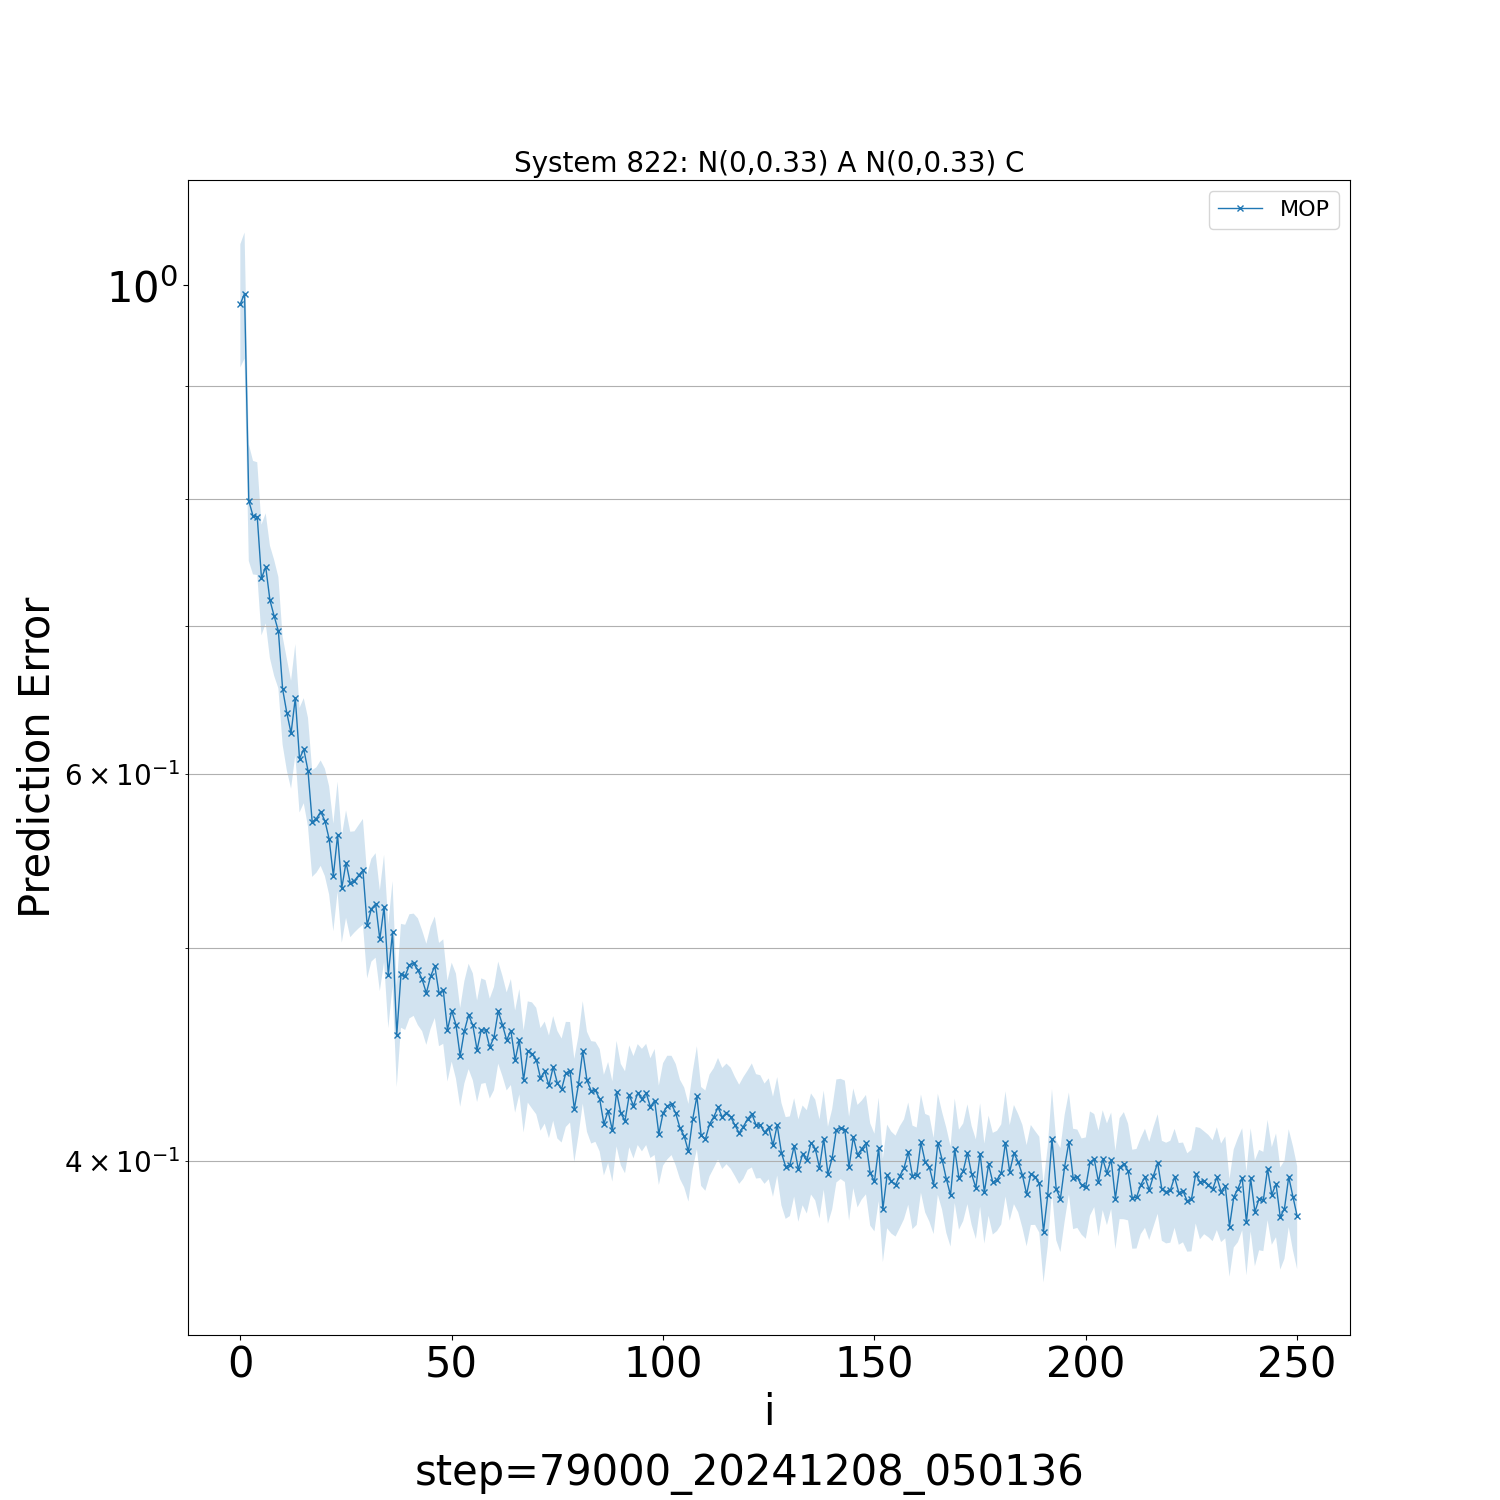 System 822: N(0,0.33) A N(0,0.33) C
MOP
10⁰
6 × 10⁻¹
4 × 10⁻¹
Prediction Error
0 50 100 150 200 250
i
step=79000_20241208_050136